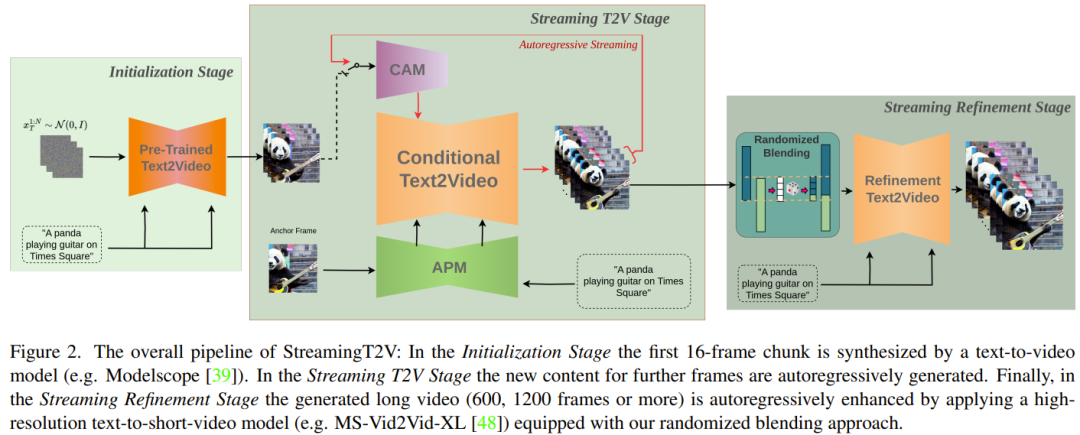 Initialization Stage
x_T^{1:N} ∼ N(0, I)
Pre-Trained
Text2Video
"A panda
playing guitar on
Times Square"
Streaming T2V Stage
Autoregressive Streaming
CAM
Conditional
Text2Video
Anchor Frame
APM
"A panda
playing guitar on Times
Square"
Streaming Refinement Stage
Randomized
Blending
Refinement
Text2Video
"A panda
playing guitar on
Times Square"
Figure 2. The overall pipeline of StreamingT2V: In the Initialization Stage the first 16-frame chunk is synthesized by a text-to-video
model (e.g. Modelscope [39]). In the Streaming T2V Stage the new content for further frames are autoregressively generated. Finally, in
the Streaming Refinement Stage the generated long video (600, 1200 frames or more) is autoregressively enhanced by applying a high-
resolution text-to-short-video model (e.g. MS-Vid2Vid-XL [48]) equipped with our randomized blending approach.